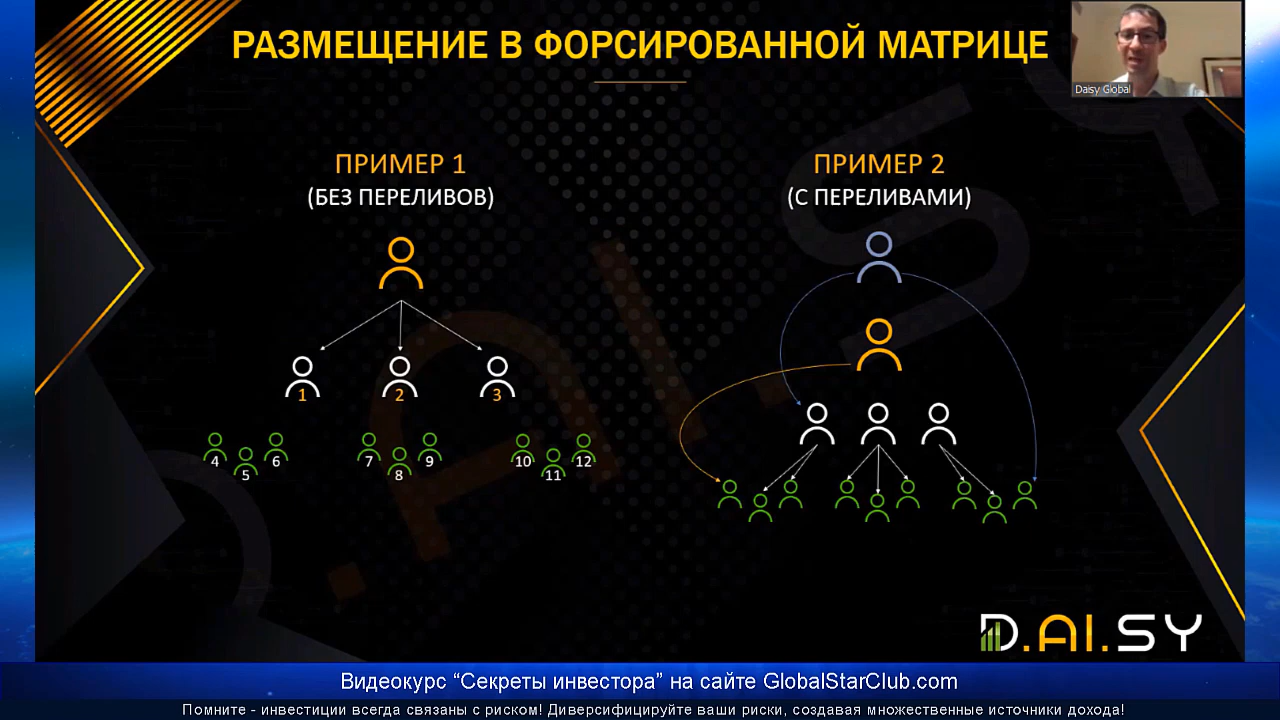 РАЗМЕЩЕНИЕ В ФОРСИРОВАННОЙ МАТРИЦЕ
Daisy Global
ПРИМЕР 1
(БЕЗ ПЕРЕЛИВОВ)
1 2 3
4 5 6 7 8 9 10 11 12
ПРИМЕР 2
(С ПЕРЕЛИВАМИ)
D.AI.SY
Видеокурс “Секреты инвестора” на сайте GlobalStarClub.com
Помните - инвестиции всегда связаны с риском! Диверсифицируйте ваши риски, создавая множественные источники дохода!